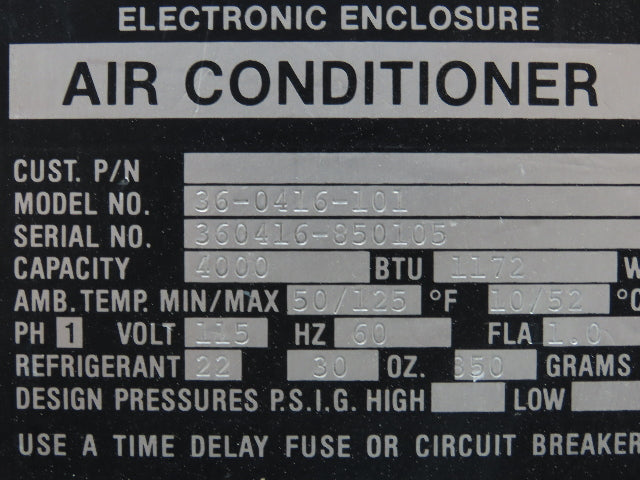 ELECTRONIC ENCLOSURE
AIR CONDITIONER
CUST. P/N
MODEL NO. 36-0416-101
SERIAL NO. 360416-850105
CAPACITY 4000 BTU 1172 W
AMB. TEMP. MIN/MAX 50/125 °F 10/52 °C
PH 1 VOLT 115 HZ 60 FLA 1.0
REFRIGERANT 22 30 OZ. 850 GRAMS
DESIGN PRESSURES P.S.I.G. HIGH LOW
USE A TIME DELAY FUSE OR CIRCUIT BREAKER